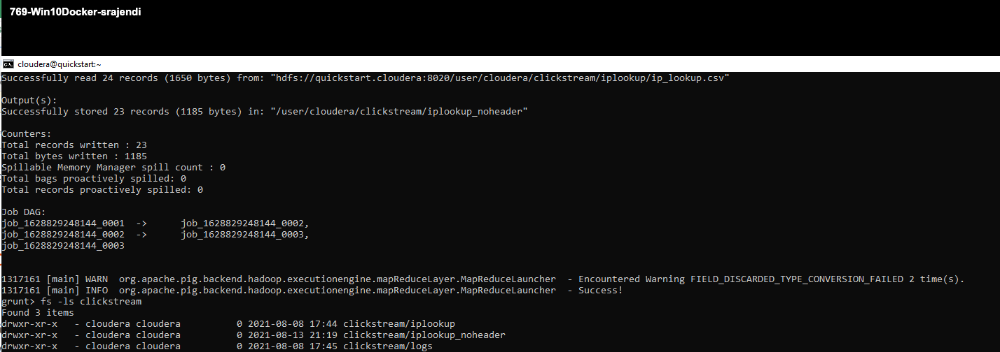 769-Win10Docker-srajendi
cloudera@quickstart:~
Successfully read 24 records (1650 bytes) from: "hdfs://quickstart.cloudera:8020/user/cloudera/clickstream/iplookup/ip_lookup.csv"
Output(s):
Successfully stored 23 records (1185 bytes) in: "/user/cloudera/clickstream/iplookup_noheader"
Counters:
Total records written : 23
Total bytes written : 1185
Spillable Memory Manager spill count : 0
Total bags proactively spilled: 0
Total records proactively spilled: 0
Job DAG:
job_1628829248144_0001  ->      job_1628829248144_0002,
job_1628829248144_0002  ->      job_1628829248144_0003,
job_1628829248144_0003
1317161 [main] WARN  org.apache.pig.backend.hadoop.executionengine.mapReduceLayer.MapReduceLauncher  - Encountered Warning FIELD_DISCARDED_TYPE_CONVERSION_FAILED 2 time(s).
1317161 [main] INFO  org.apache.pig.backend.hadoop.executionengine.mapReduceLayer.MapReduceLauncher  - Success!
grunt> fs -ls clickstream
Found 3 items
drwxr-xr-x   - cloudera cloudera          0 2021-08-08 17:44 clickstream/iplookup
drwxr-xr-x   - cloudera cloudera          0 2021-08-13 21:19 clickstream/iplookup_noheader
drwxr-xr-x   - cloudera cloudera          0 2021-08-08 17:45 clickstream/logs